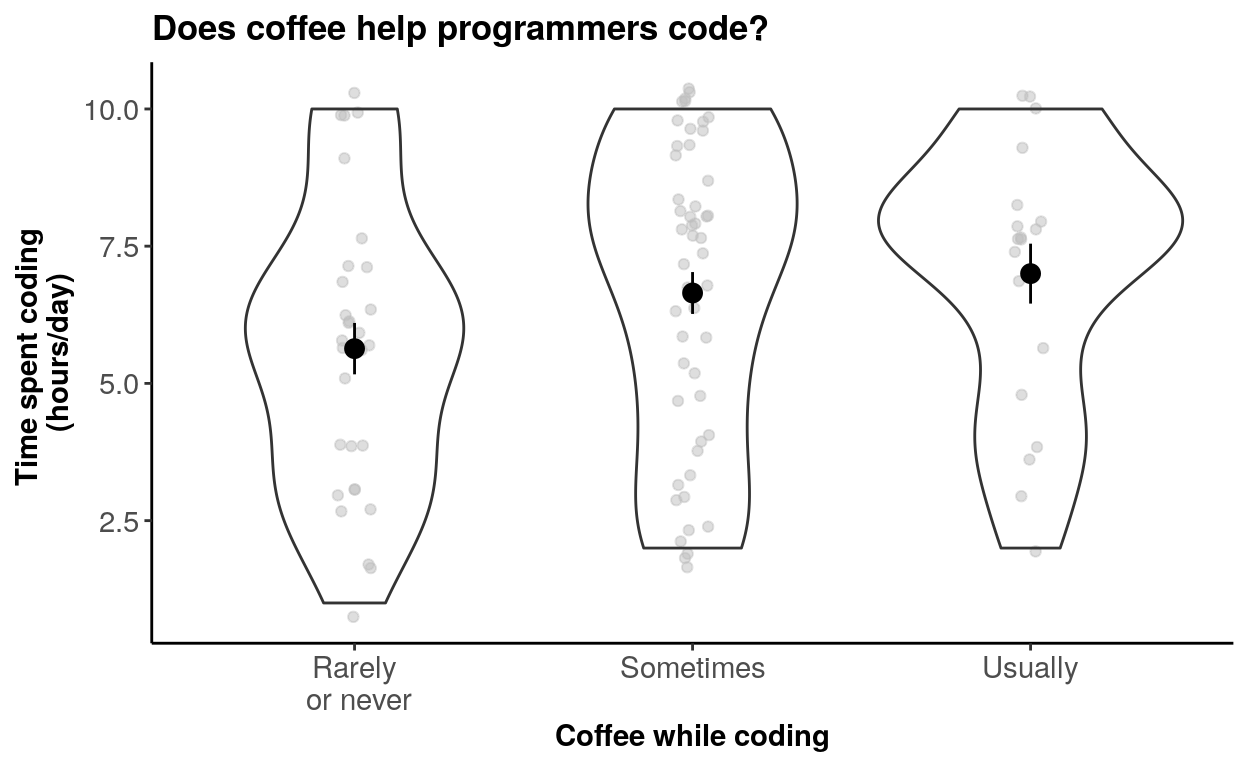 Does coffee help programmers code?
Time spent coding
(hours/day)
10.0
7.5
5.0
2.5
Rarely
or never
Sometimes
Usually
Coffee while coding